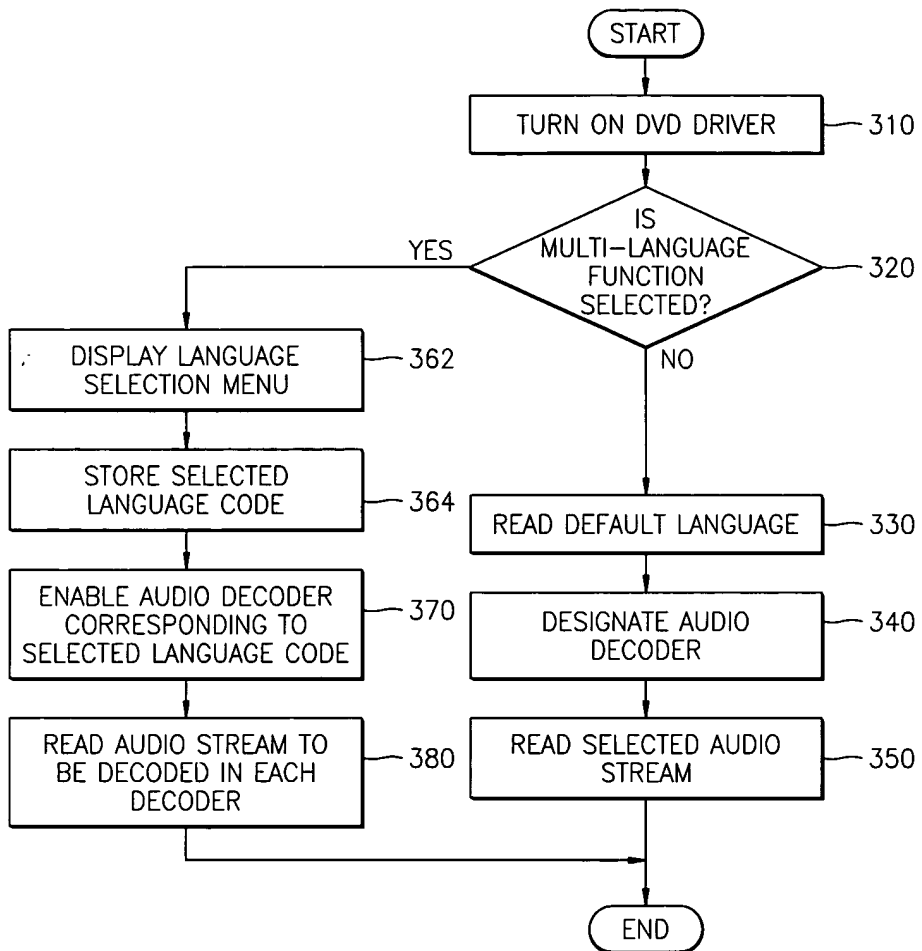 START
TURN ON DVD DRIVER
310
IS
MULTI-LANGUAGE
FUNCTION
SELECTED?
320
YES
NO
DISPLAY LANGUAGE
SELECTION MENU
362
STORE SELECTED
LANGUAGE CODE
364
ENABLE AUDIO DECODER
CORRESPONDING TO
SELECTED LANGUAGE CODE
370
READ AUDIO STREAM TO
BE DECODED IN EACH
DECODER
380
READ DEFAULT LANGUAGE
330
DESIGNATE AUDIO
DECODER
340
READ SELECTED AUDIO
STREAM
350
END